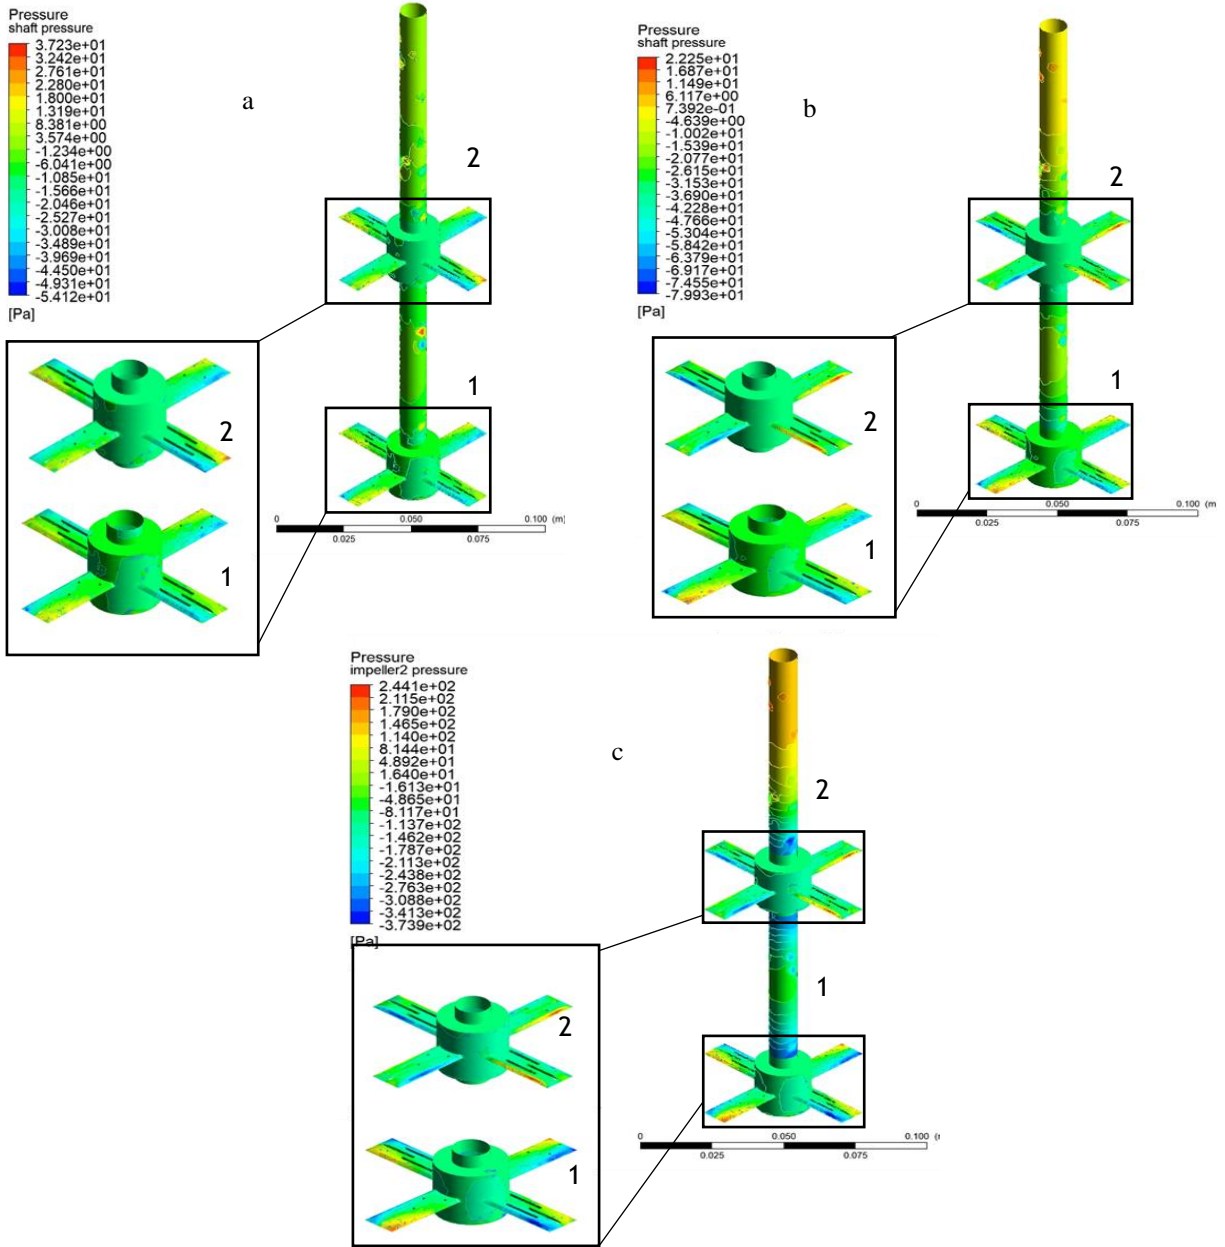 Pressure
shaft pressure
3.723e+01
3.242e+01
2.761e+01
2.280e+01
1.800e+01
1.319e+01
8.381e+00
3.574e+00
-1.234e+00
-6.041e+00
-1.085e+01
-1.566e+01
-2.046e+01
-2.527e+01
-3.008e+01
-3.489e+01
-3.969e+01
-4.450e+01
-4.931e+01
-5.412e+01
[Pa]
a
2
1
2
1
0
0.050
0.100
(m)
0.025
0.075
Pressure
shaft pressure
2.225e+01
1.687e+01
1.149e+01
6.117e+00
7.392e-01
-4.639e+00
-1.002e+01
-1.539e+01
-2.077e+01
-2.615e+01
-3.153e+01
-3.690e+01
-4.228e+01
-4.766e+01
-5.304e+01
-5.842e+01
-6.379e+01
-6.917e+01
-7.455e+01
-7.993e+01
[Pa]
b
2
1
2
1
0
0.050
0.100
(m
0.025
0.075
Pressure
impeller2 pressure
2.441e+02
2.115e+02
1.790e+02
1.465e+02
1.140e+02
8.144e+01
4.892e+01
1.640e+01
-1.613e+01
-4.865e+01
-8.117e+01
-1.137e+02
-1.462e+02
-1.787e+02
-2.113e+02
-2.438e+02
-2.763e+02
-3.088e+02
-3.413e+02
-3.739e+02
[Pa]
c
2
1
2
1
0
0.050
0.100
0.025
0.075